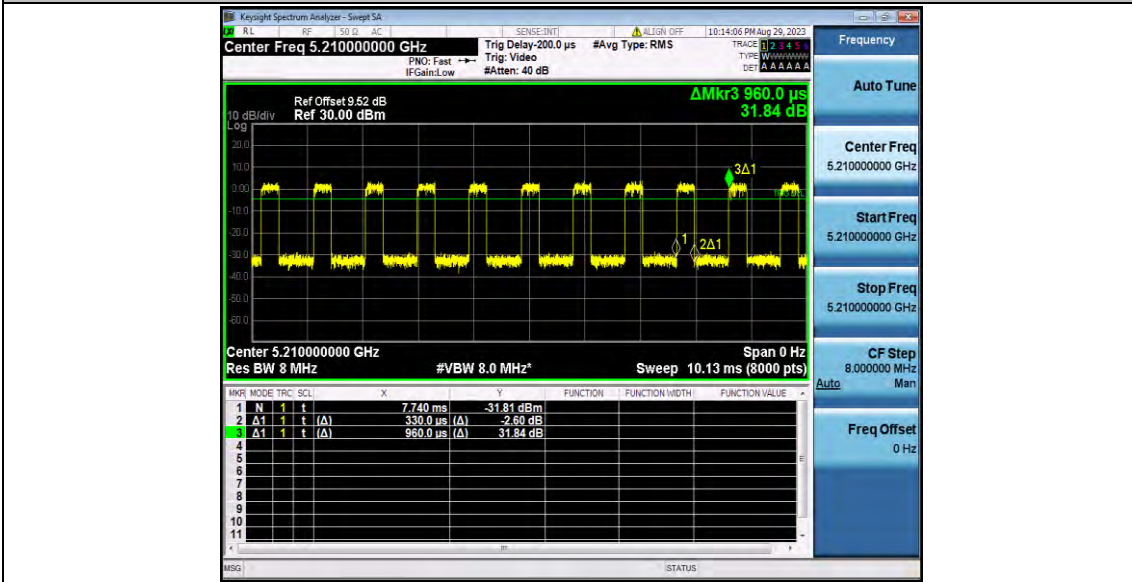 Keysight Spectrum Analyzer - Swept SA
RL RF 50 Ω AC SENSE:INT ALIGN OFF 10:14:06 PM Aug 29, 2023
Center Freq 5.210000000 GHz Trig Delay-200.0 µs #Avg Type: RMS TRACE 1 2 3 4 5 6
PNO: Fast Trig: Video TYPE WWWWWW
IFGain:Low #Atten: 40 dB DET A A A A A A
Frequency
Auto Tune
Center Freq
5.210000000 GHz
Start Freq
5.210000000 GHz
Stop Freq
5.210000000 GHz
CF Step
8.000000 MHz
Auto Man
Freq Offset
0 Hz
ΔMkr3 960.0 µs
31.84 dB
Ref Offset 9.52 dB
10 dB/div Ref 30.00 dBm
Log
20.0
10.0
0.00
-10.0
-20.0
-30.0
-40.0
-50.0
-60.0
3Δ1
1
2Δ1
Center 5.210000000 GHz Span 0 Hz
Res BW 8 MHz #VBW 8.0 MHz* Sweep 10.13 ms (8000 pts)
MKR MODE TRC SCL X Y FUNCTION FUNCTION WIDTH FUNCTION VALUE
1 N 1 t 7.740 ms -31.81 dBm
2 Δ1 1 t (Δ) 330.0 µs (Δ) -2.60 dB
3 Δ1 1 t (Δ) 960.0 µs (Δ) 31.84 dB
4
5
6
7
8
9
10
11
MSG STATUS